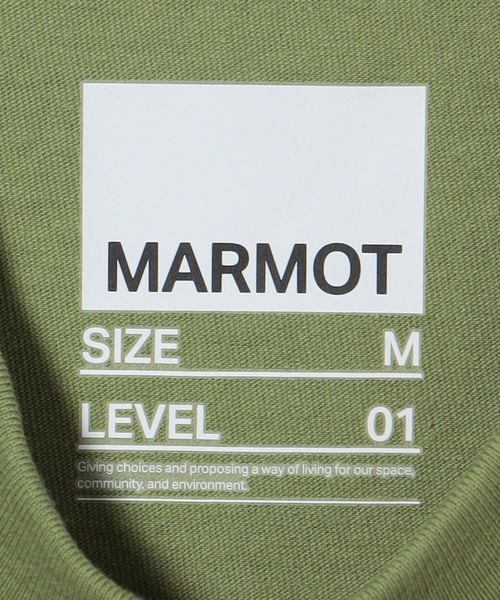 MARMOT
SIZE M
LEVEL 01
Giving choices and proposing a way of living for our space,
community, and environment.